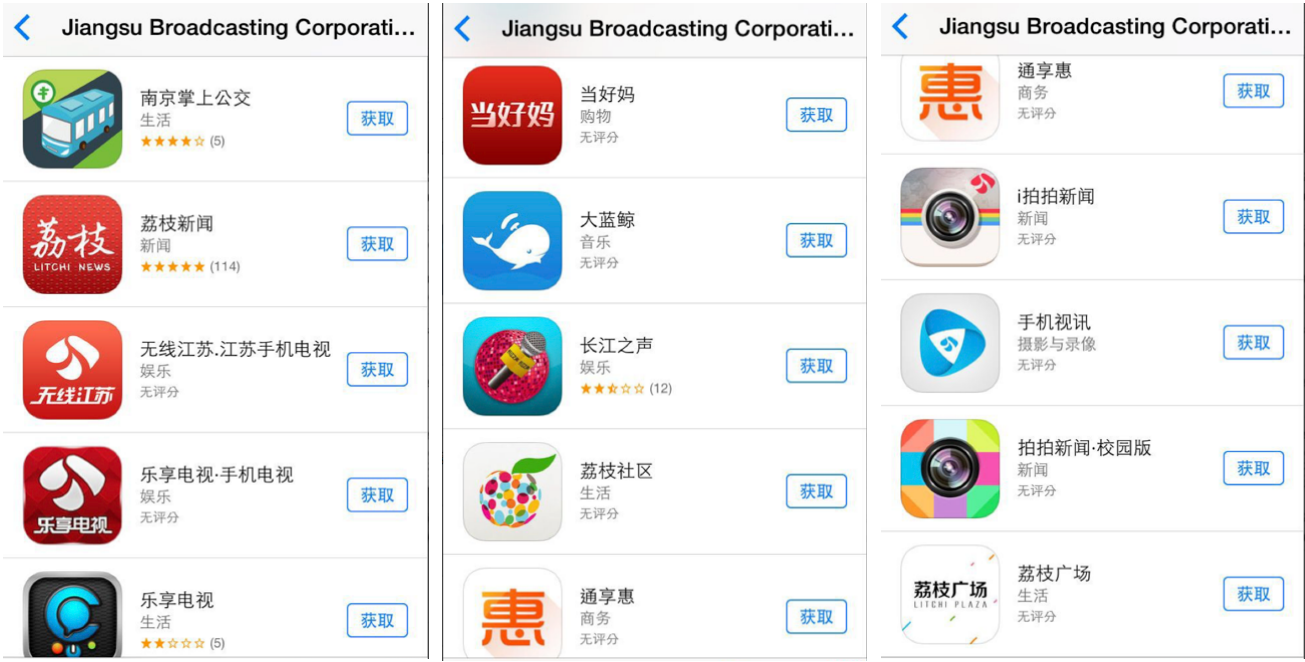 Jiangsu Broadcasting Corporati...
南京掌上公交
生活
(5)
获取
荔枝
LITCHI NEWS
荔枝新闻
新闻
(114)
获取
无线江苏
无线江苏.江苏手机电视
娱乐
无评分
获取
乐享电视
乐享电视·手机电视
娱乐
无评分
获取
乐享电视
生活
(5)
获取
Jiangsu Broadcasting Corporati...
当好妈
当好妈
购物
无评分
获取
大蓝鲸
音乐
无评分
获取
长江之声
娱乐
(12)
获取
荔枝社区
生活
无评分
获取
惠
通享惠
商务
无评分
获取
Jiangsu Broadcasting Corporati...
惠
通享惠
商务
无评分
获取
i拍拍新闻
新闻
无评分
获取
手机视讯
摄影与录像
无评分
获取
拍拍新闻·校园版
新闻
无评分
获取
荔枝广场
LITCHI PLAZA
荔枝广场
生活
无评分
获取